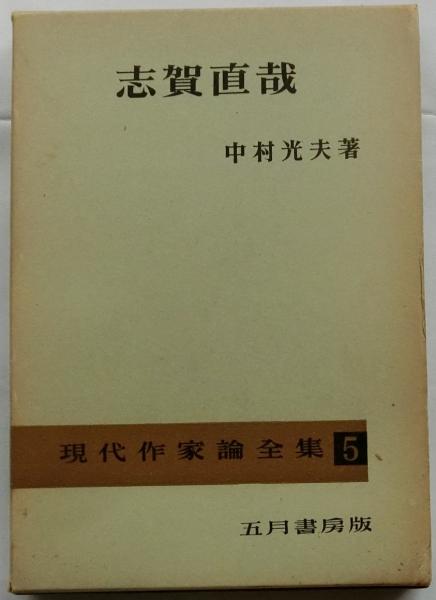 志賀直哉
中村光夫著
現代作家論全集 5
五月書房版